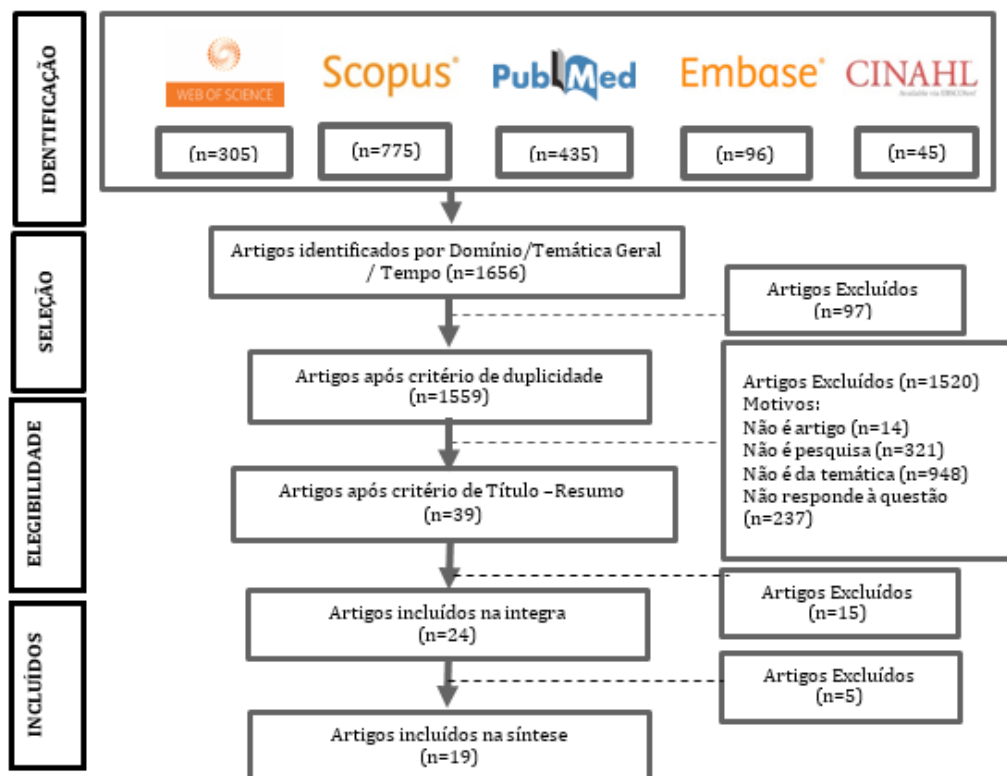 IDENTIFICAÇÃO
WEB OF SCIENCE
Scopus®
PubMed
Embase®
CINAHL
Available via EBSCOhost
(n=305)
(n=775)
(n=435)
(n=96)
(n=45)
SELEÇÃO
Artigos identificados por Domínio/Temática Geral
/ Tempo (n=1656)
Artigos Excluídos
(n=97)
Artigos após critério de duplicidade
(n=1559)
ELEGIBILIDADE
Artigos Excluídos (n=1520)
Motivos:
Não é artigo (n=14)
Não é pesquisa (n=321)
Não é da temática (n=948)
Não responde à questão
(n=237)
Artigos após critério de Título –Resumo
(n=39)
Artigos Excluídos
(n=15)
INCLUÍDOS
Artigos incluídos na integra
(n=24)
Artigos Excluídos
(n=5)
Artigos incluídos na síntese
(n=19)